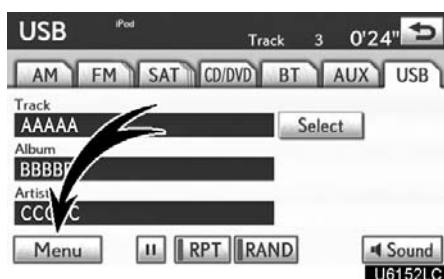 USB iPod Track 3 0'24"
AM FM SAT CD/DVD BT AUX USB
Track
AAAAA Select
Album
Artist
Menu II RPT RAND Sound
U6152LC